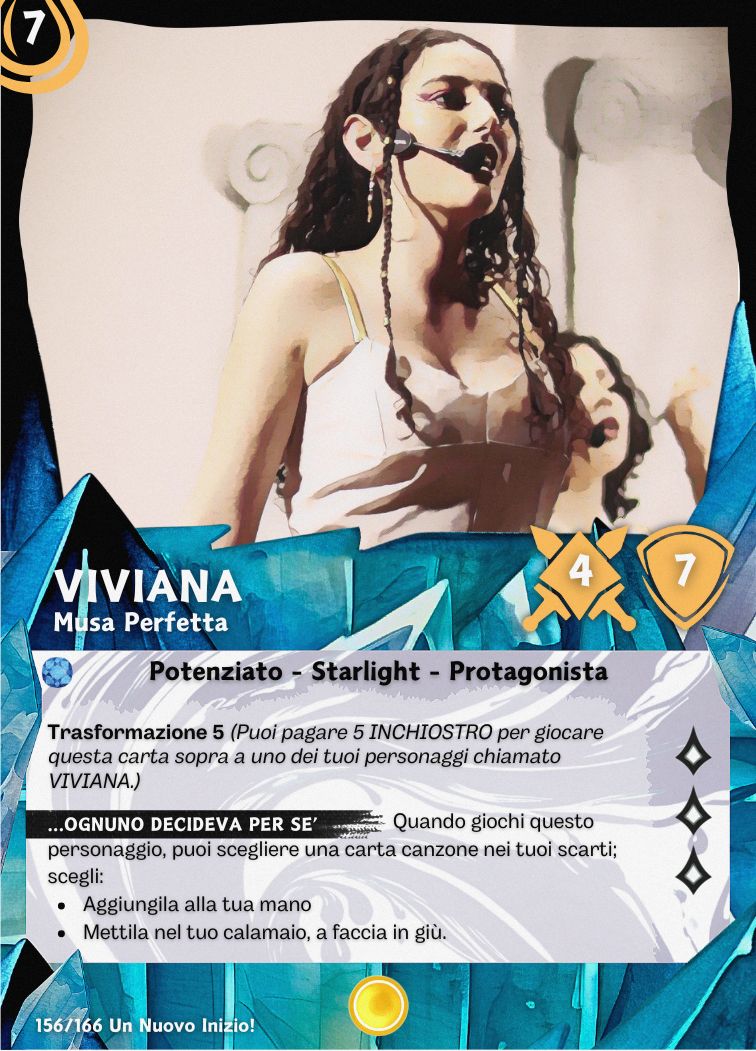 7
4 7
VIVIANA
Musa Perfetta
Potenziato - Starlight - Protagonista
Trasformazione 5 (Puoi pagare 5 INCHIOSTRO per giocare
questa carta sopra a uno dei tuoi personaggi chiamato
VIVIANA.)
...OGNUNO DECIDEVA PER SE' Quando giochi questo
personaggio, puoi scegliere una carta canzone nei tuoi scarti;
scegli:
• Aggiungila alla tua mano
• Mettila nel tuo calamaio, a faccia in giù.
156/166 Un Nuovo Inizio!